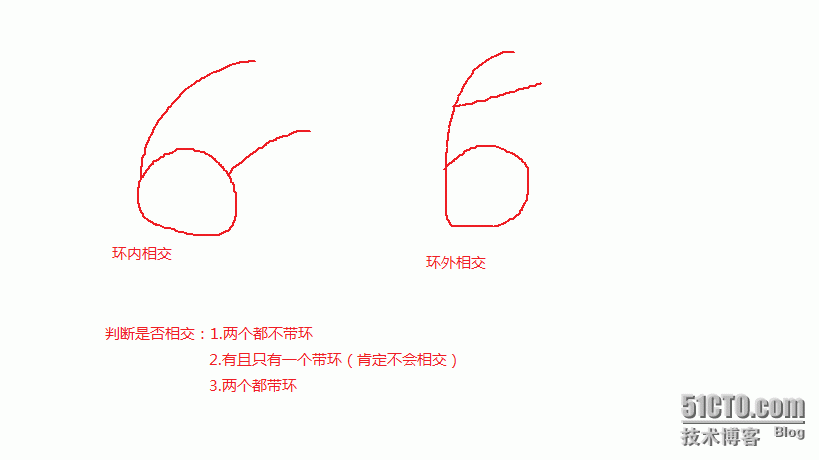 环内相交
环外相交
判断是否相交：1.两个都不带环
2.有且只有一个带环（肯定不会相交）
3.两个都带环
51CTO.com
技术博客 Blog